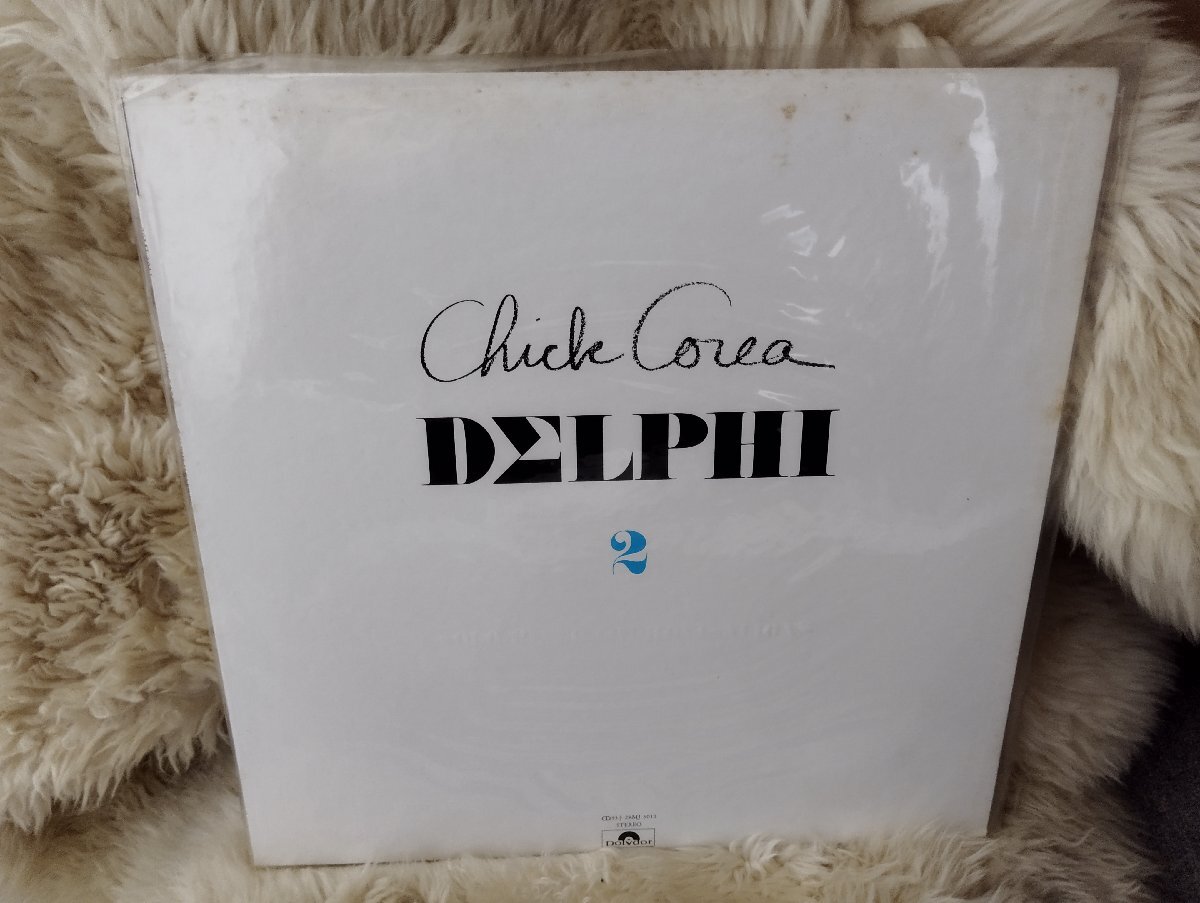 Chick Corea
DELPHI
2
STEREO
Polydor